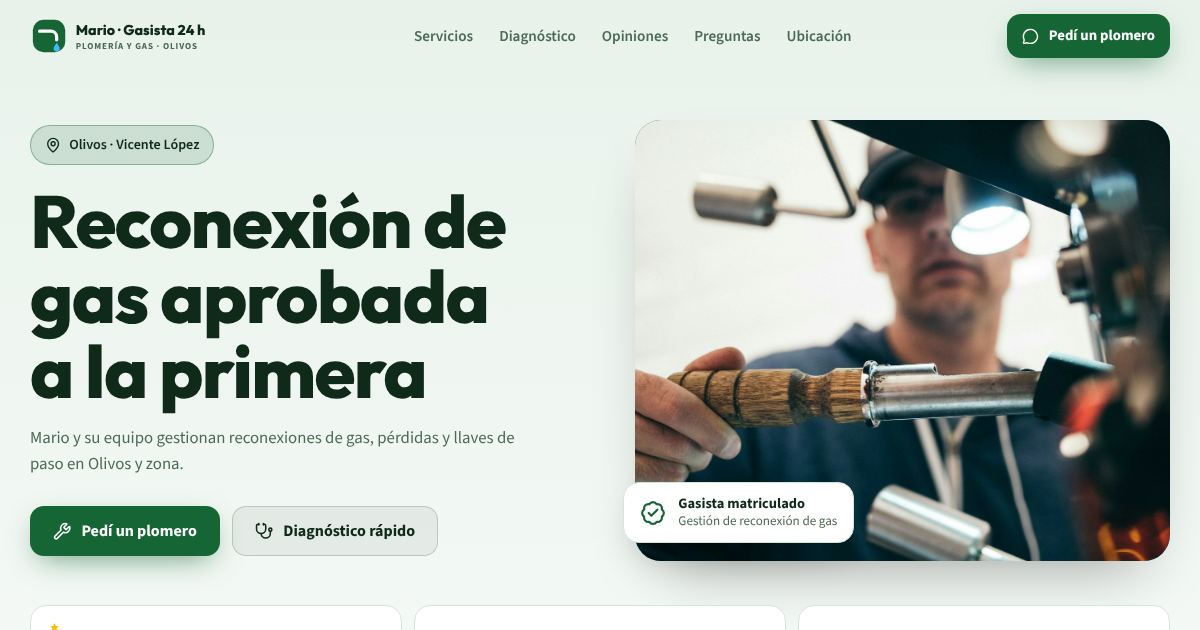 Mario · Gasista 24 h
PLOMERÍA Y GAS · OLIVOS
Servicios
Diagnóstico
Opiniones
Preguntas
Ubicación
Pedí un plomero
Olivos · Vicente López
Reconexión de
gas aprobada
a la primera
Mario y su equipo gestionan reconexiones de gas, pérdidas y llaves de
paso en Olivos y zona.
Pedí un plomero
Diagnóstico rápido
Gasista matriculado
Gestión de reconexión de gas